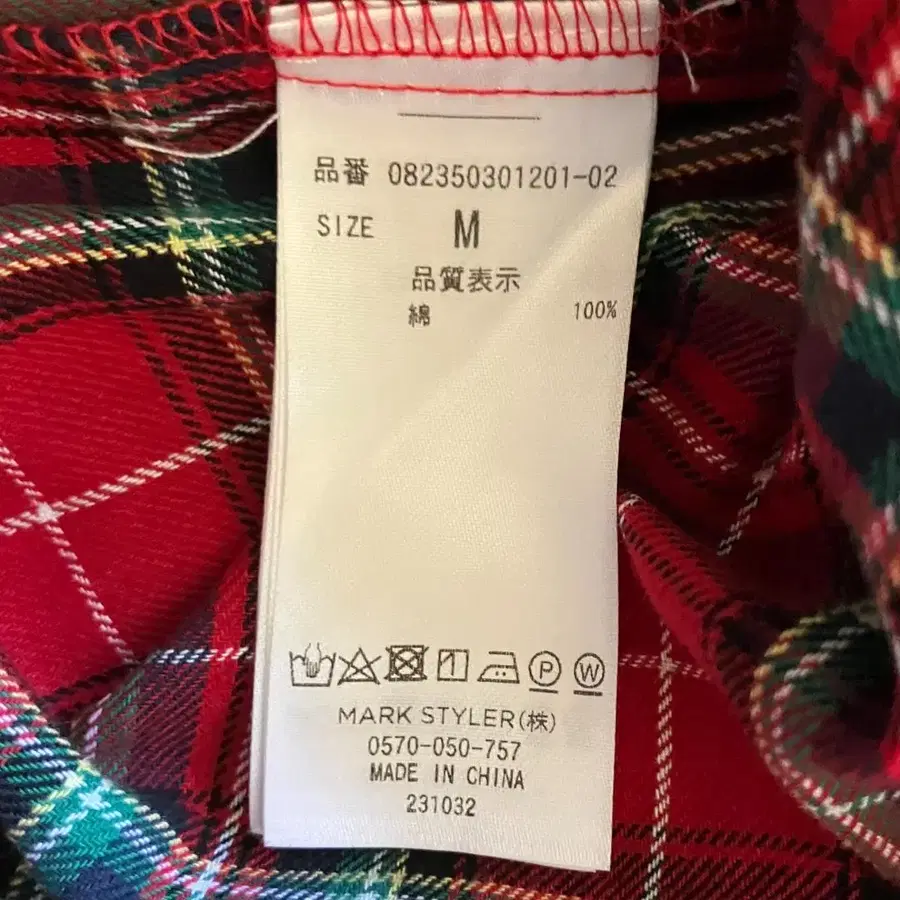 品番 082350301201-02
SIZE M
品質表示
綿 100%
P W
MARK STYLER(株)
0570-050-757
MADE IN CHINA
231032